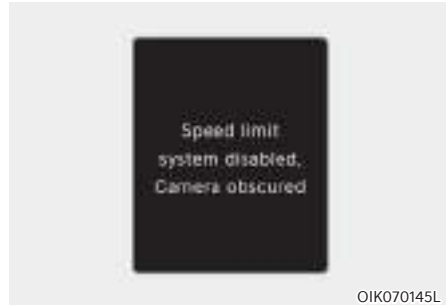 Speed limit
system disabled.
Camera obscured
OIK070145L